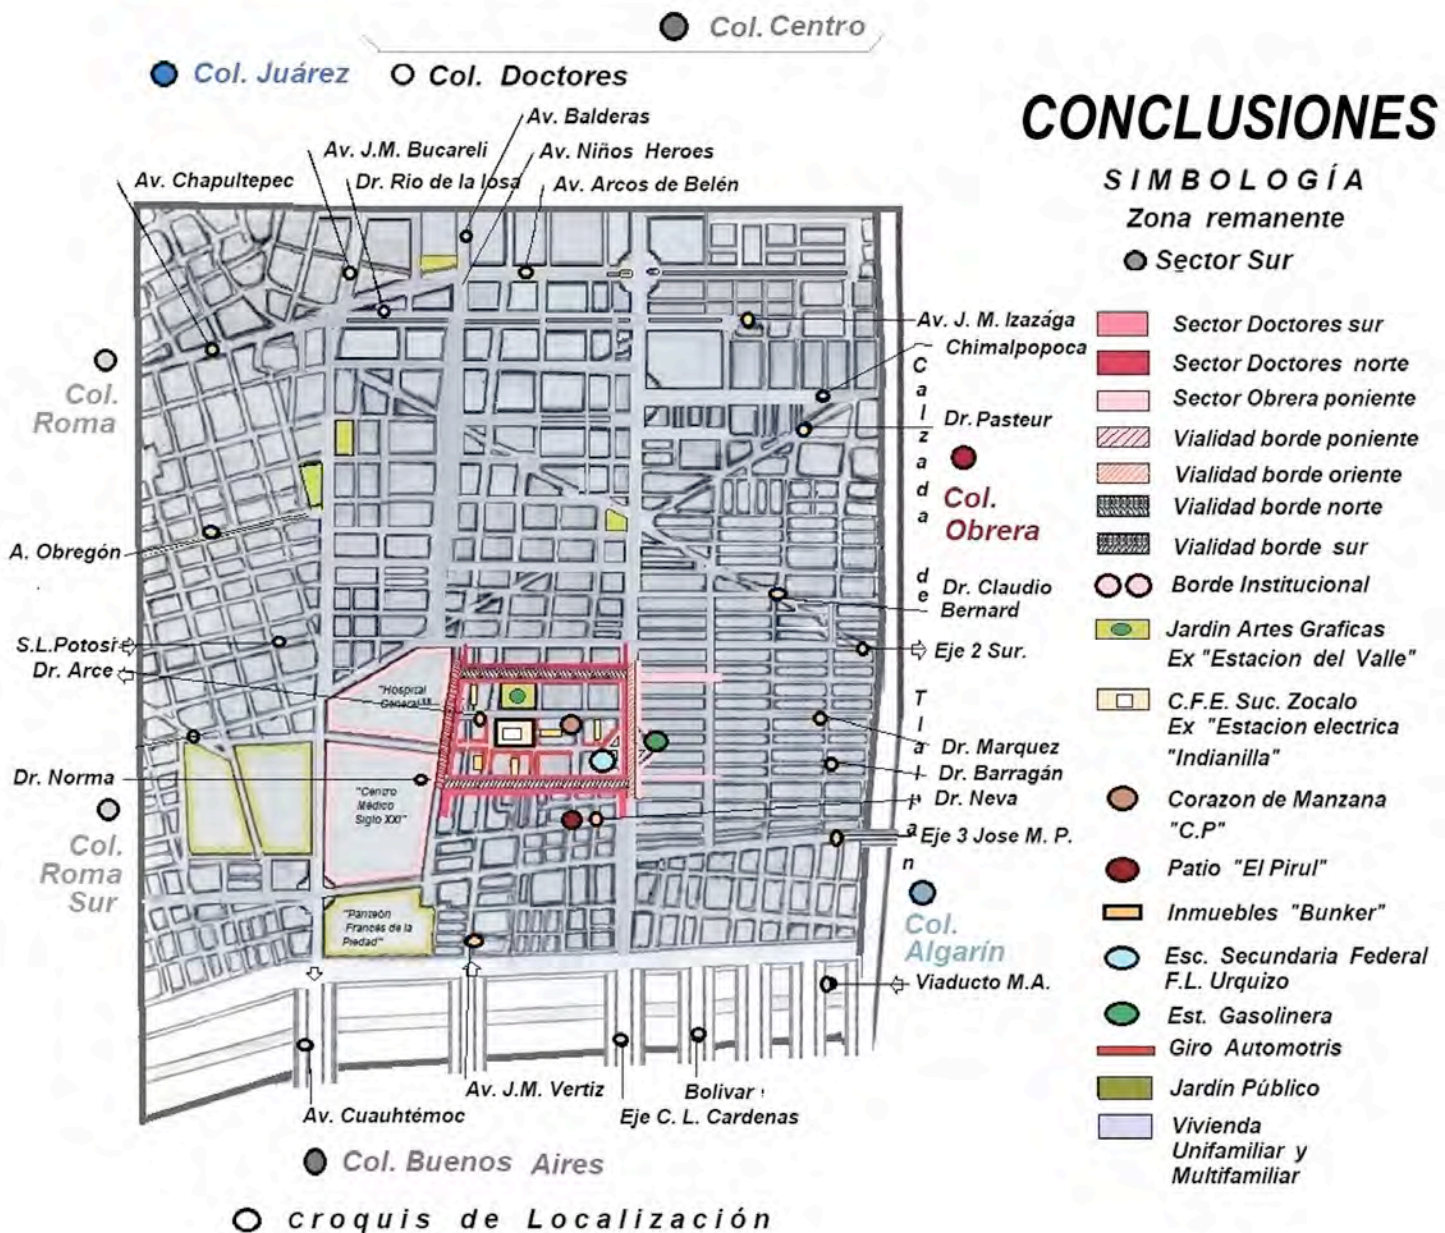 Col. Centro
Col. Juárez
Col. Doctores
Av. Balderas
Av. J.M. Bucareli
Av. Niños Heroes
Av. Chapultepec
Dr. Rio de la losa
Av. Arcos de Belén
CONCLUSIONES
SIMBOLOGÍA
Zona remanente
Sector Sur
Sector Doctores sur
Sector Doctores norte
Sector Obrera poniente
Vialidad borde poniente
Vialidad borde oriente
Vialidad borde norte
Vialidad borde sur
Borde Institucional
Jardin Artes Graficas
Ex "Estacion del Valle"
C.F.E. Suc. Zocalo
Ex "Estacion electrica
"Indianilla"
Corazon de Manzana
"C.P"
Patio "El Pirul"
Inmuebles "Bunker"
Esc. Secundaria Federal
F.L. Urquizo
Est. Gasolinera
Giro Automotris
Jardín Público
Vivienda
Unifamiliar y
Multifamiliar
Av. J. M. Izazága
Chimalpopoca
Calzada de Tlalpan
Dr. Pasteur
Col.
Obrera
Dr. Claudio
Bernard
Eje 2 Sur.
Dr. Marquez
Dr. Barragán
Dr. Neva
Eje 3 Jose M. P.
Col.
Algarín
Viaducto M.A.
Col.
Roma
A. Obregón
S.L.Potosi
Dr. Arce
Dr. Norma
Col.
Roma
Sur
"Hospital
General"
"Centro
Médico
Siglo XXI"
"Panteón
Francés de la
Piedad"
Av. J.M. Vertiz
Bolivar
Av. Cuauhtémoc
Eje C. L. Cardenas
Col. Buenos Aires
croquis de Localización